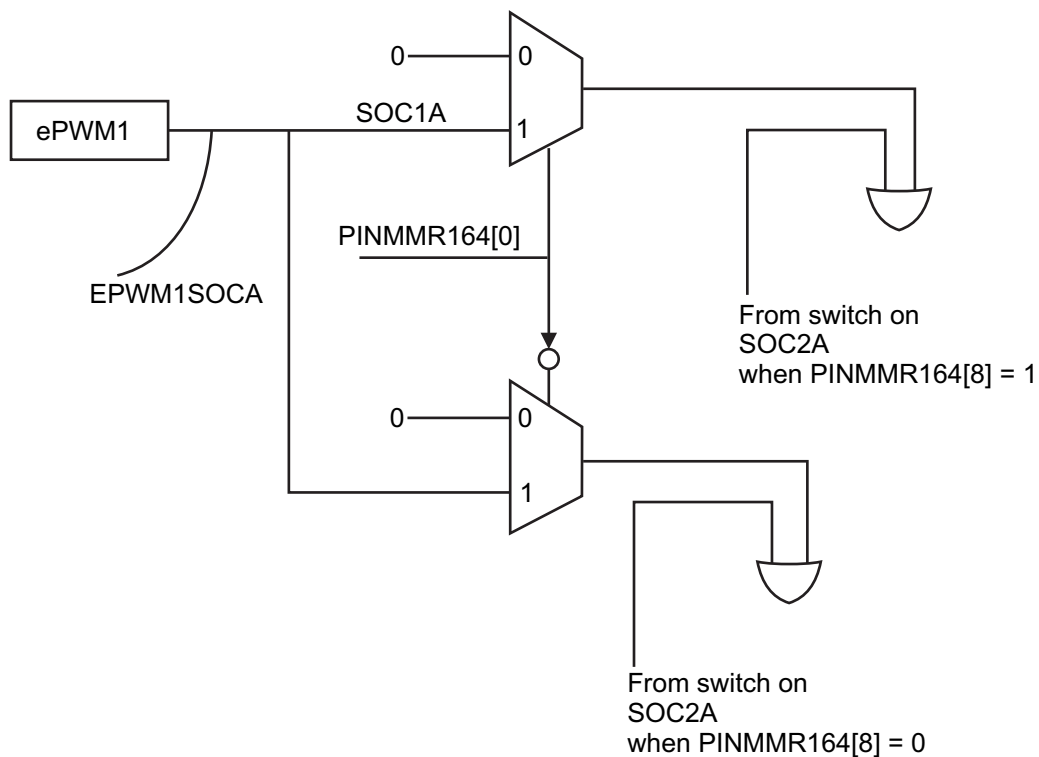 0
0
ePWM1
SOC1A
1
PINMMR164[0]
EPWM1SOCA
From switch on
SOC2A
when PINMMR164[8] = 1
0
0
1
From switch on
SOC2A
when PINMMR164[8] = 0